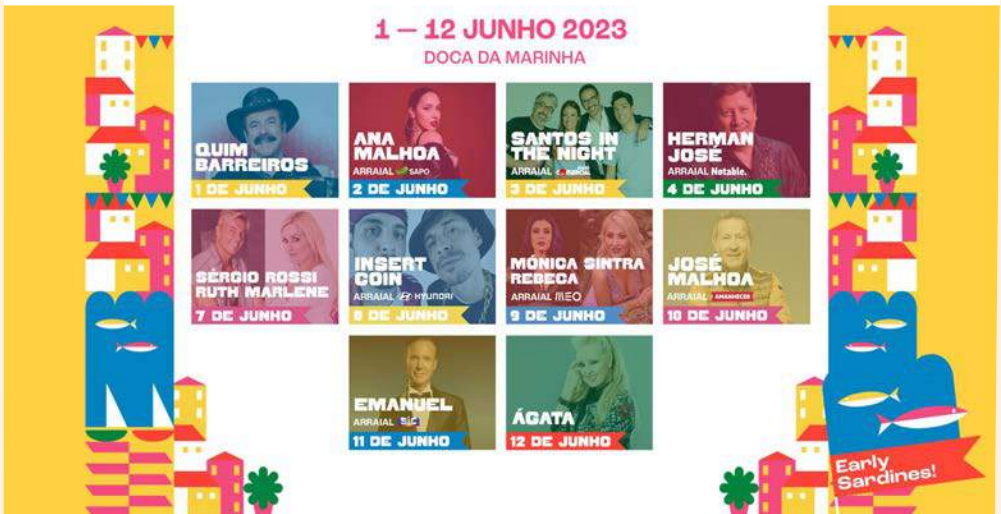 1 — 12 JUNHO 2023
DOCA DA MARINHA
QUIM
BARREIROS
1 DE JUNHO
ANA
MALHOA
ARRAIAL SAPO
2 DE JUNHO
SANTOS IN
THE NIGHT
ARRAIAL COMERCIAL
3 DE JUNHO
HERMAN
JOSÉ
ARRAIAL Notable.
4 DE JUNHO
SÉRGIO ROSSI
RUTH MARLENE
7 DE JUNHO
INSERT
COIN
ARRAIAL HYUNDAI
8 DE JUNHO
MÓNICA SINTRA
REBECA
ARRAIAL MEO
9 DE JUNHO
JOSÉ
MALHOA
ARRAIAL AMANHECER
10 DE JUNHO
EMANUEL
ARRAIAL
11 DE JUNHO
ÁGATA
12 DE JUNHO
Early
Sardines!